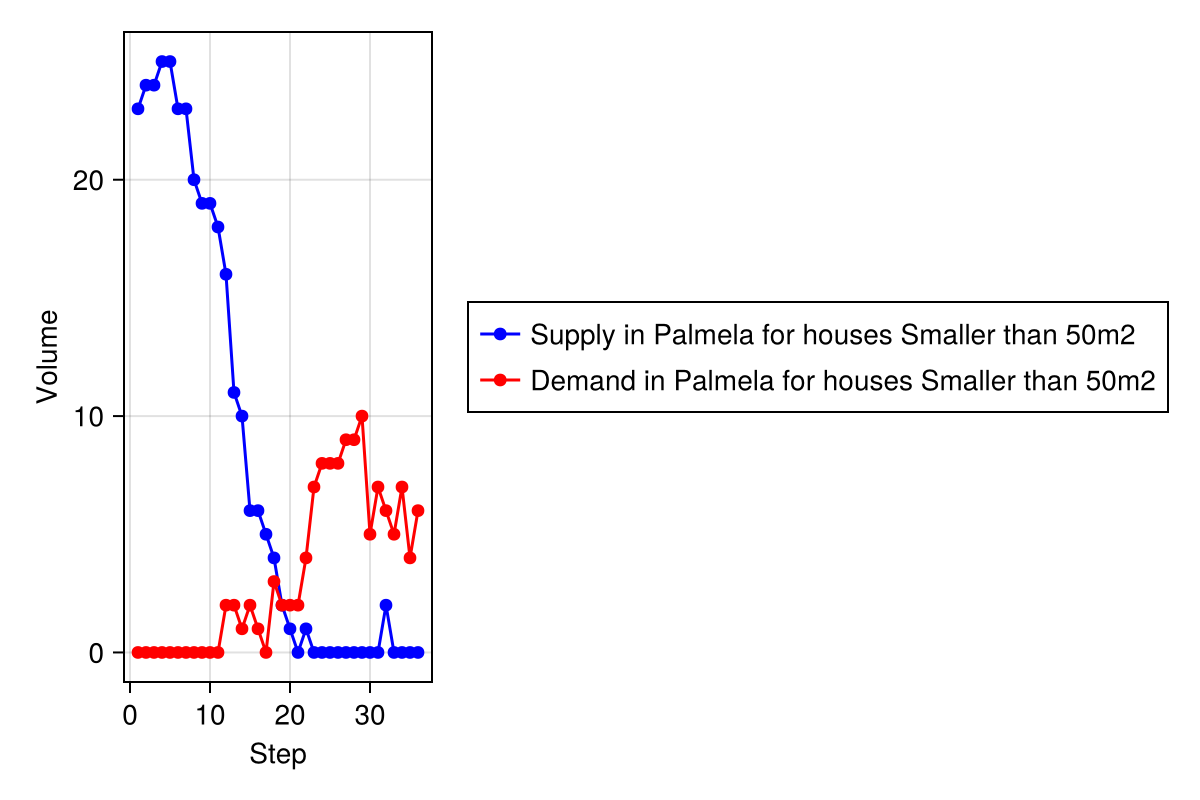 Volume
20
10
0
0 10 20 30
Step
Supply in Palmela for houses Smaller than 50m2
Demand in Palmela for houses Smaller than 50m2